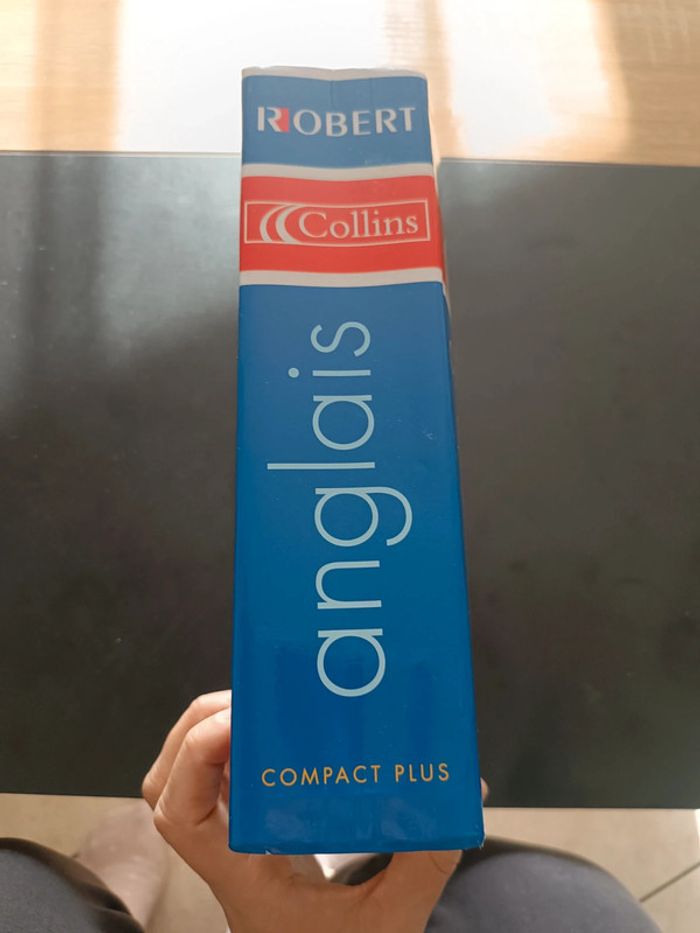 ROBERT
Collins
anglais
COMPACT PLUS